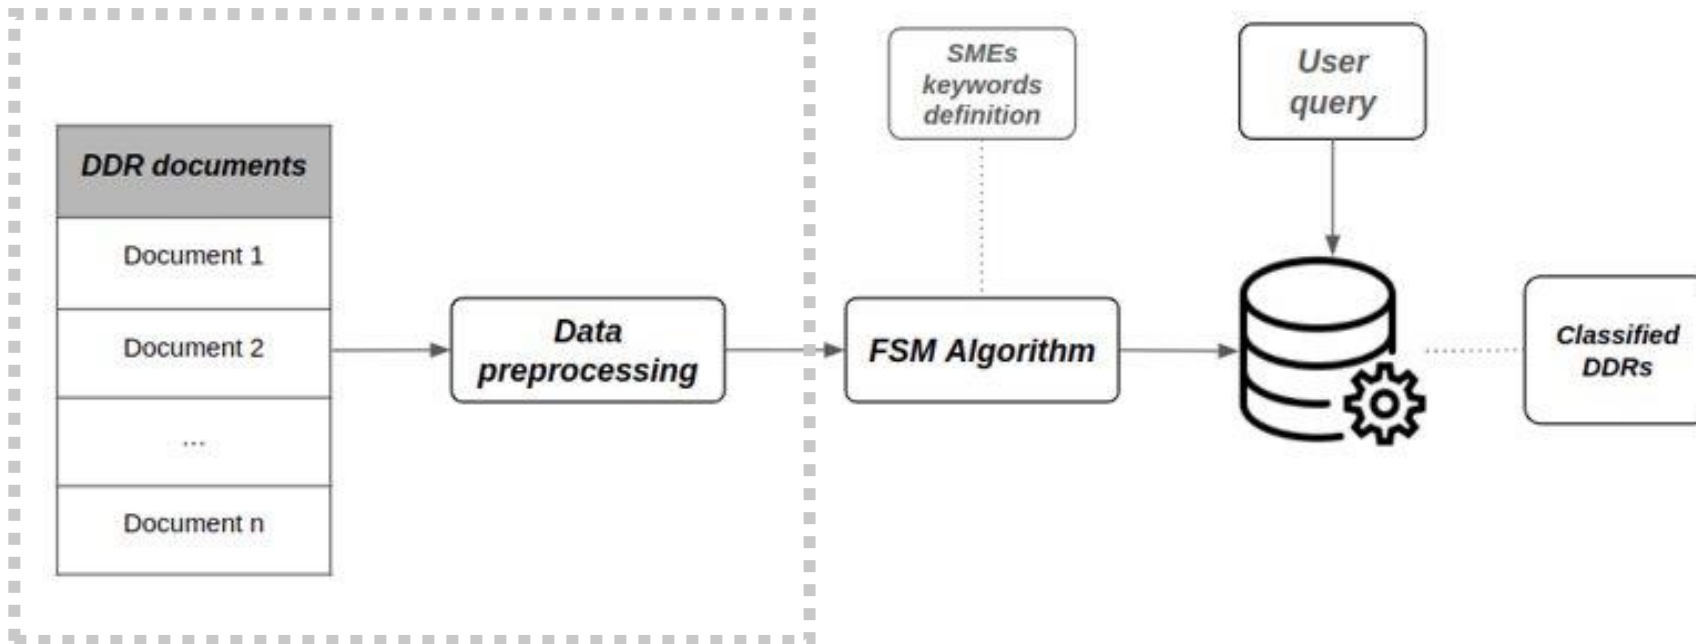 DDR documents
Document 1
Document 2
...
Document n
Data
preprocessing
SMEs
keywords
definition
FSM Algorithm
User
query
Classified
DDRs